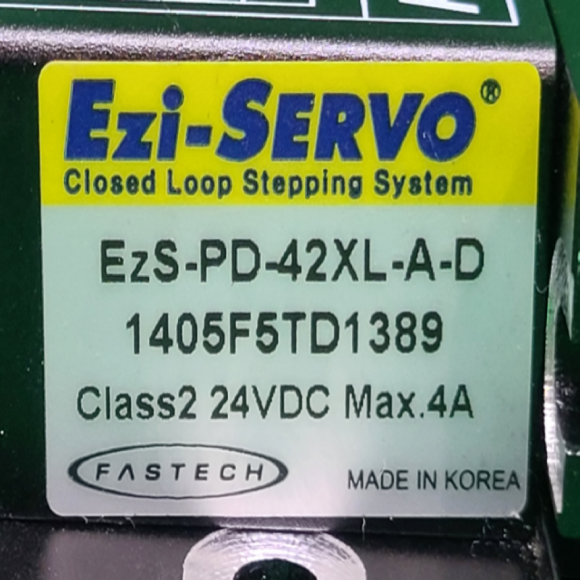 Ezi-SERVO®
Closed Loop Stepping System
EzS-PD-42XL-A-D
1405F5TD1389
Class2 24VDC Max.4A
FASTECH
MADE IN KOREA